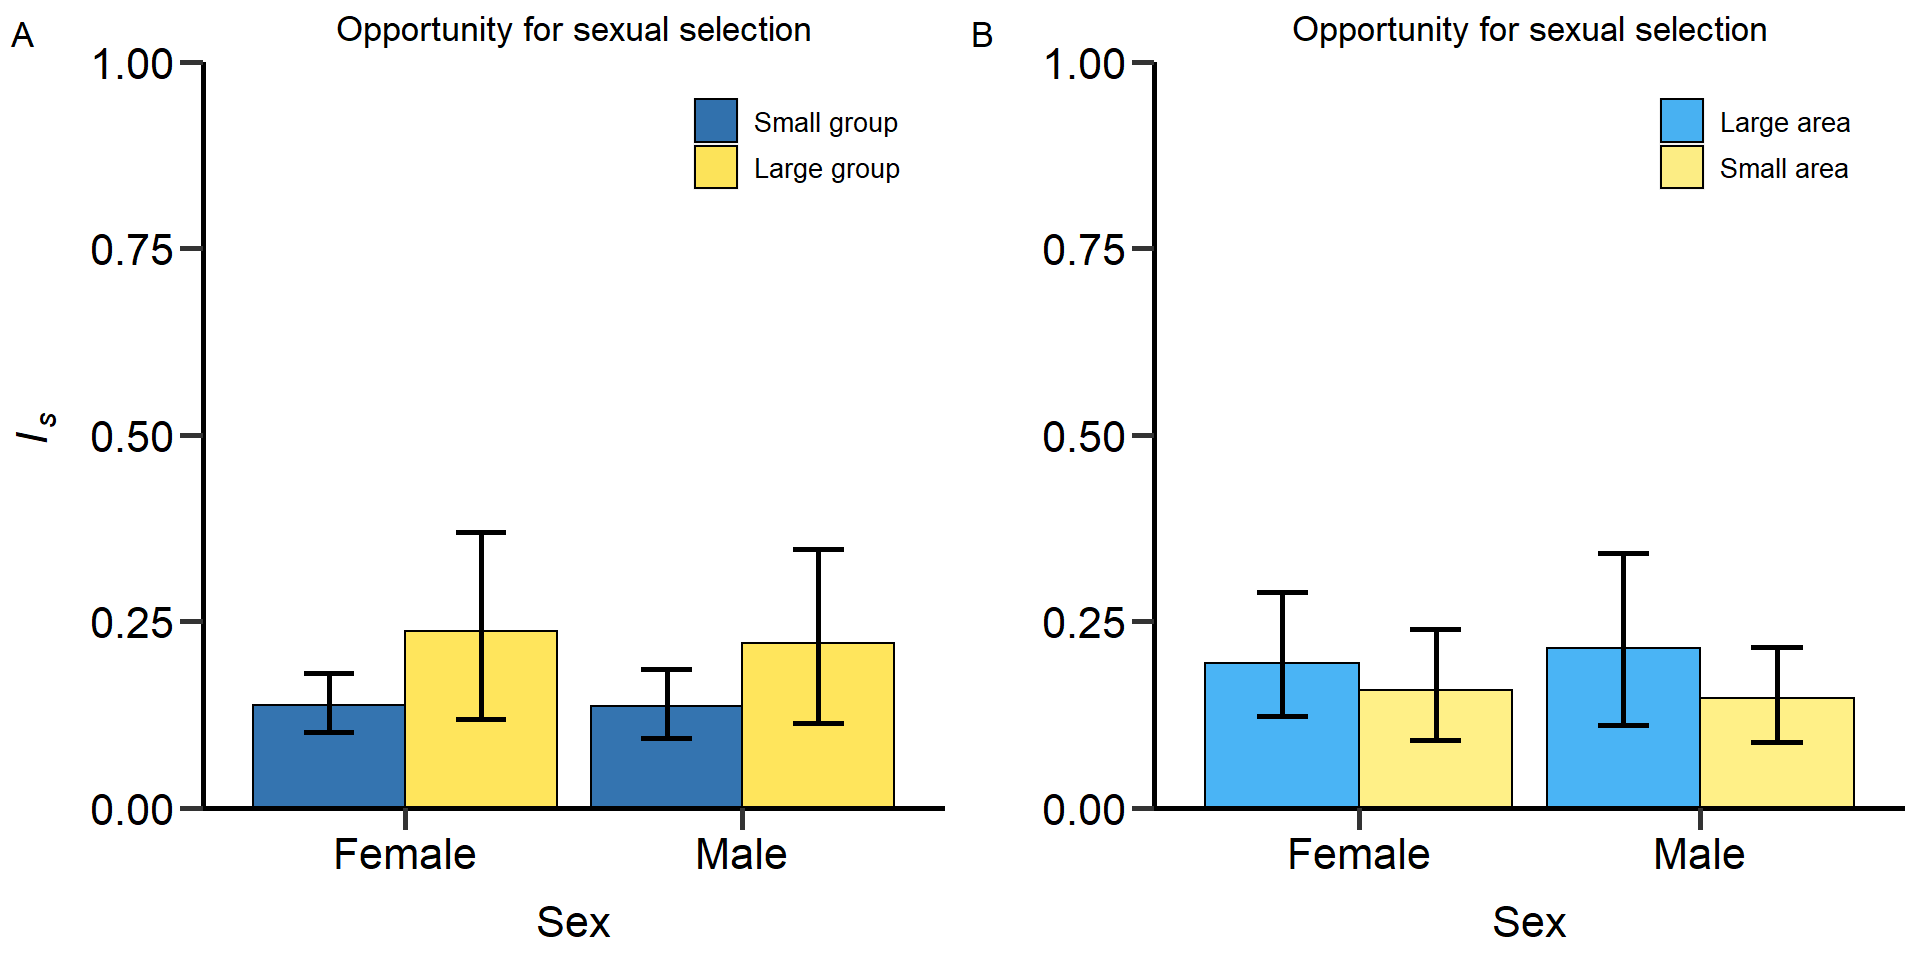 A
Opportunity for sexual selection
1.00
0.75
0.50
0.25
0.00
I s
Small group
Large group
Female
Male
Sex
B
Opportunity for sexual selection
1.00
0.75
0.50
0.25
0.00
Large area
Small area
Female
Male
Sex